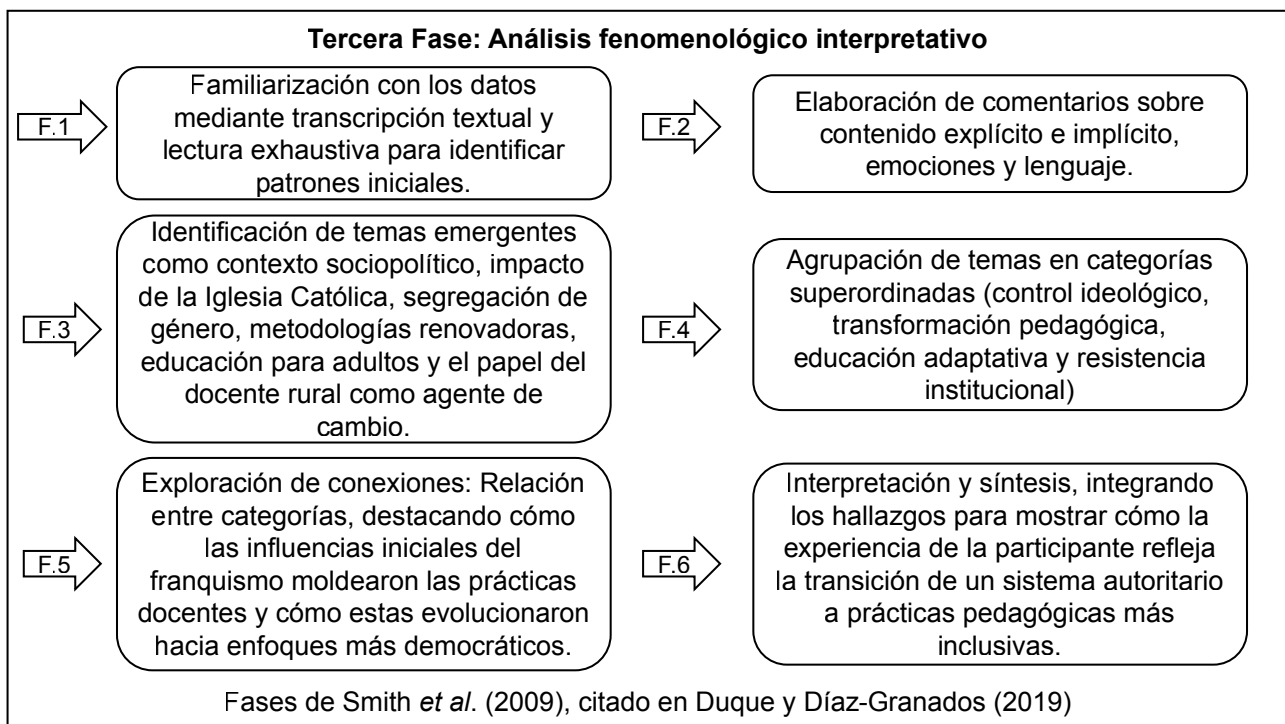 Tercera Fase: Análisis fenomenológico interpretativo
F.1
Familiarización con los datos
mediante transcripción textual y
lectura exhaustiva para identificar
patrones iniciales.
F.2
Elaboración de comentarios sobre
contenido explícito e implícito,
emociones y lenguaje.
F.3
Identificación de temas emergentes
como contexto sociopolítico, impacto
de la Iglesia Católica, segregación de
género, metodologías renovadoras,
educación para adultos y el papel del
docente rural como agente de
cambio.
F.4
Agrupación de temas en categorías
superordinadas (control ideológico,
transformación pedagógica,
educación adaptativa y resistencia
institucional)
F.5
Exploración de conexiones: Relación
entre categorías, destacando cómo
las influencias iniciales del
franquismo moldearon las prácticas
docentes y cómo estas evolucionaron
hacia enfoques más democráticos.
F.6
Interpretación y síntesis, integrando
los hallazgos para mostrar cómo la
experiencia de la participante refleja
la transición de un sistema autoritario
a prácticas pedagógicas más
inclusivas.
Fases de Smith et al. (2009), citado en Duque y Díaz-Granados (2019)